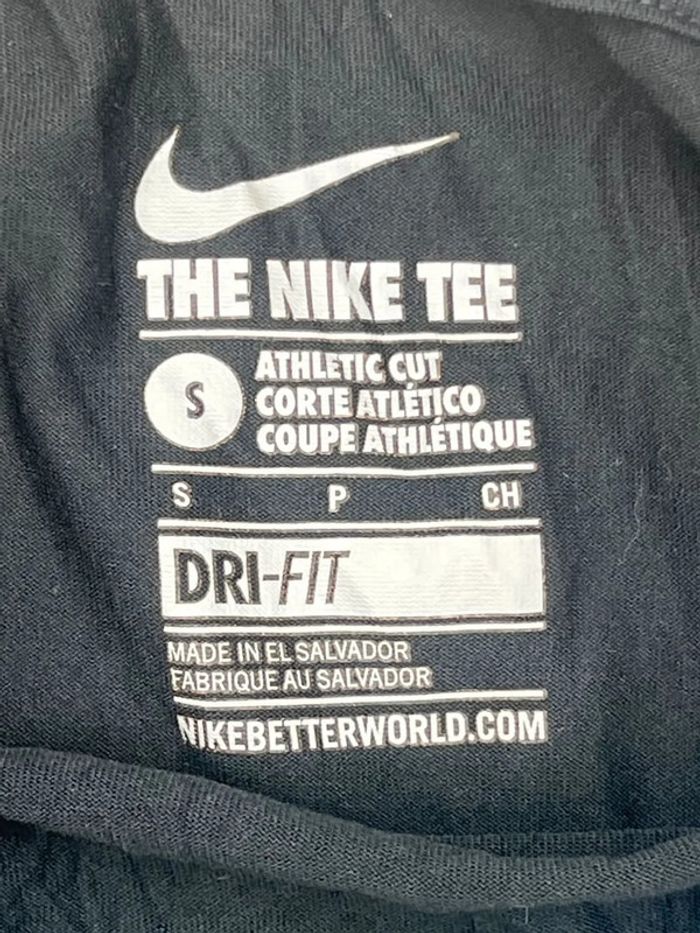 THE NIKE TEE
S
ATHLETIC CUT
CORTE ATLÉTICO
COUPE ATHLÉTIQUE
S P CH
DRI-FIT
MADE IN EL SALVADOR
FABRIQUE AU SALVADOR
NIKEBETTERWORLD.COM